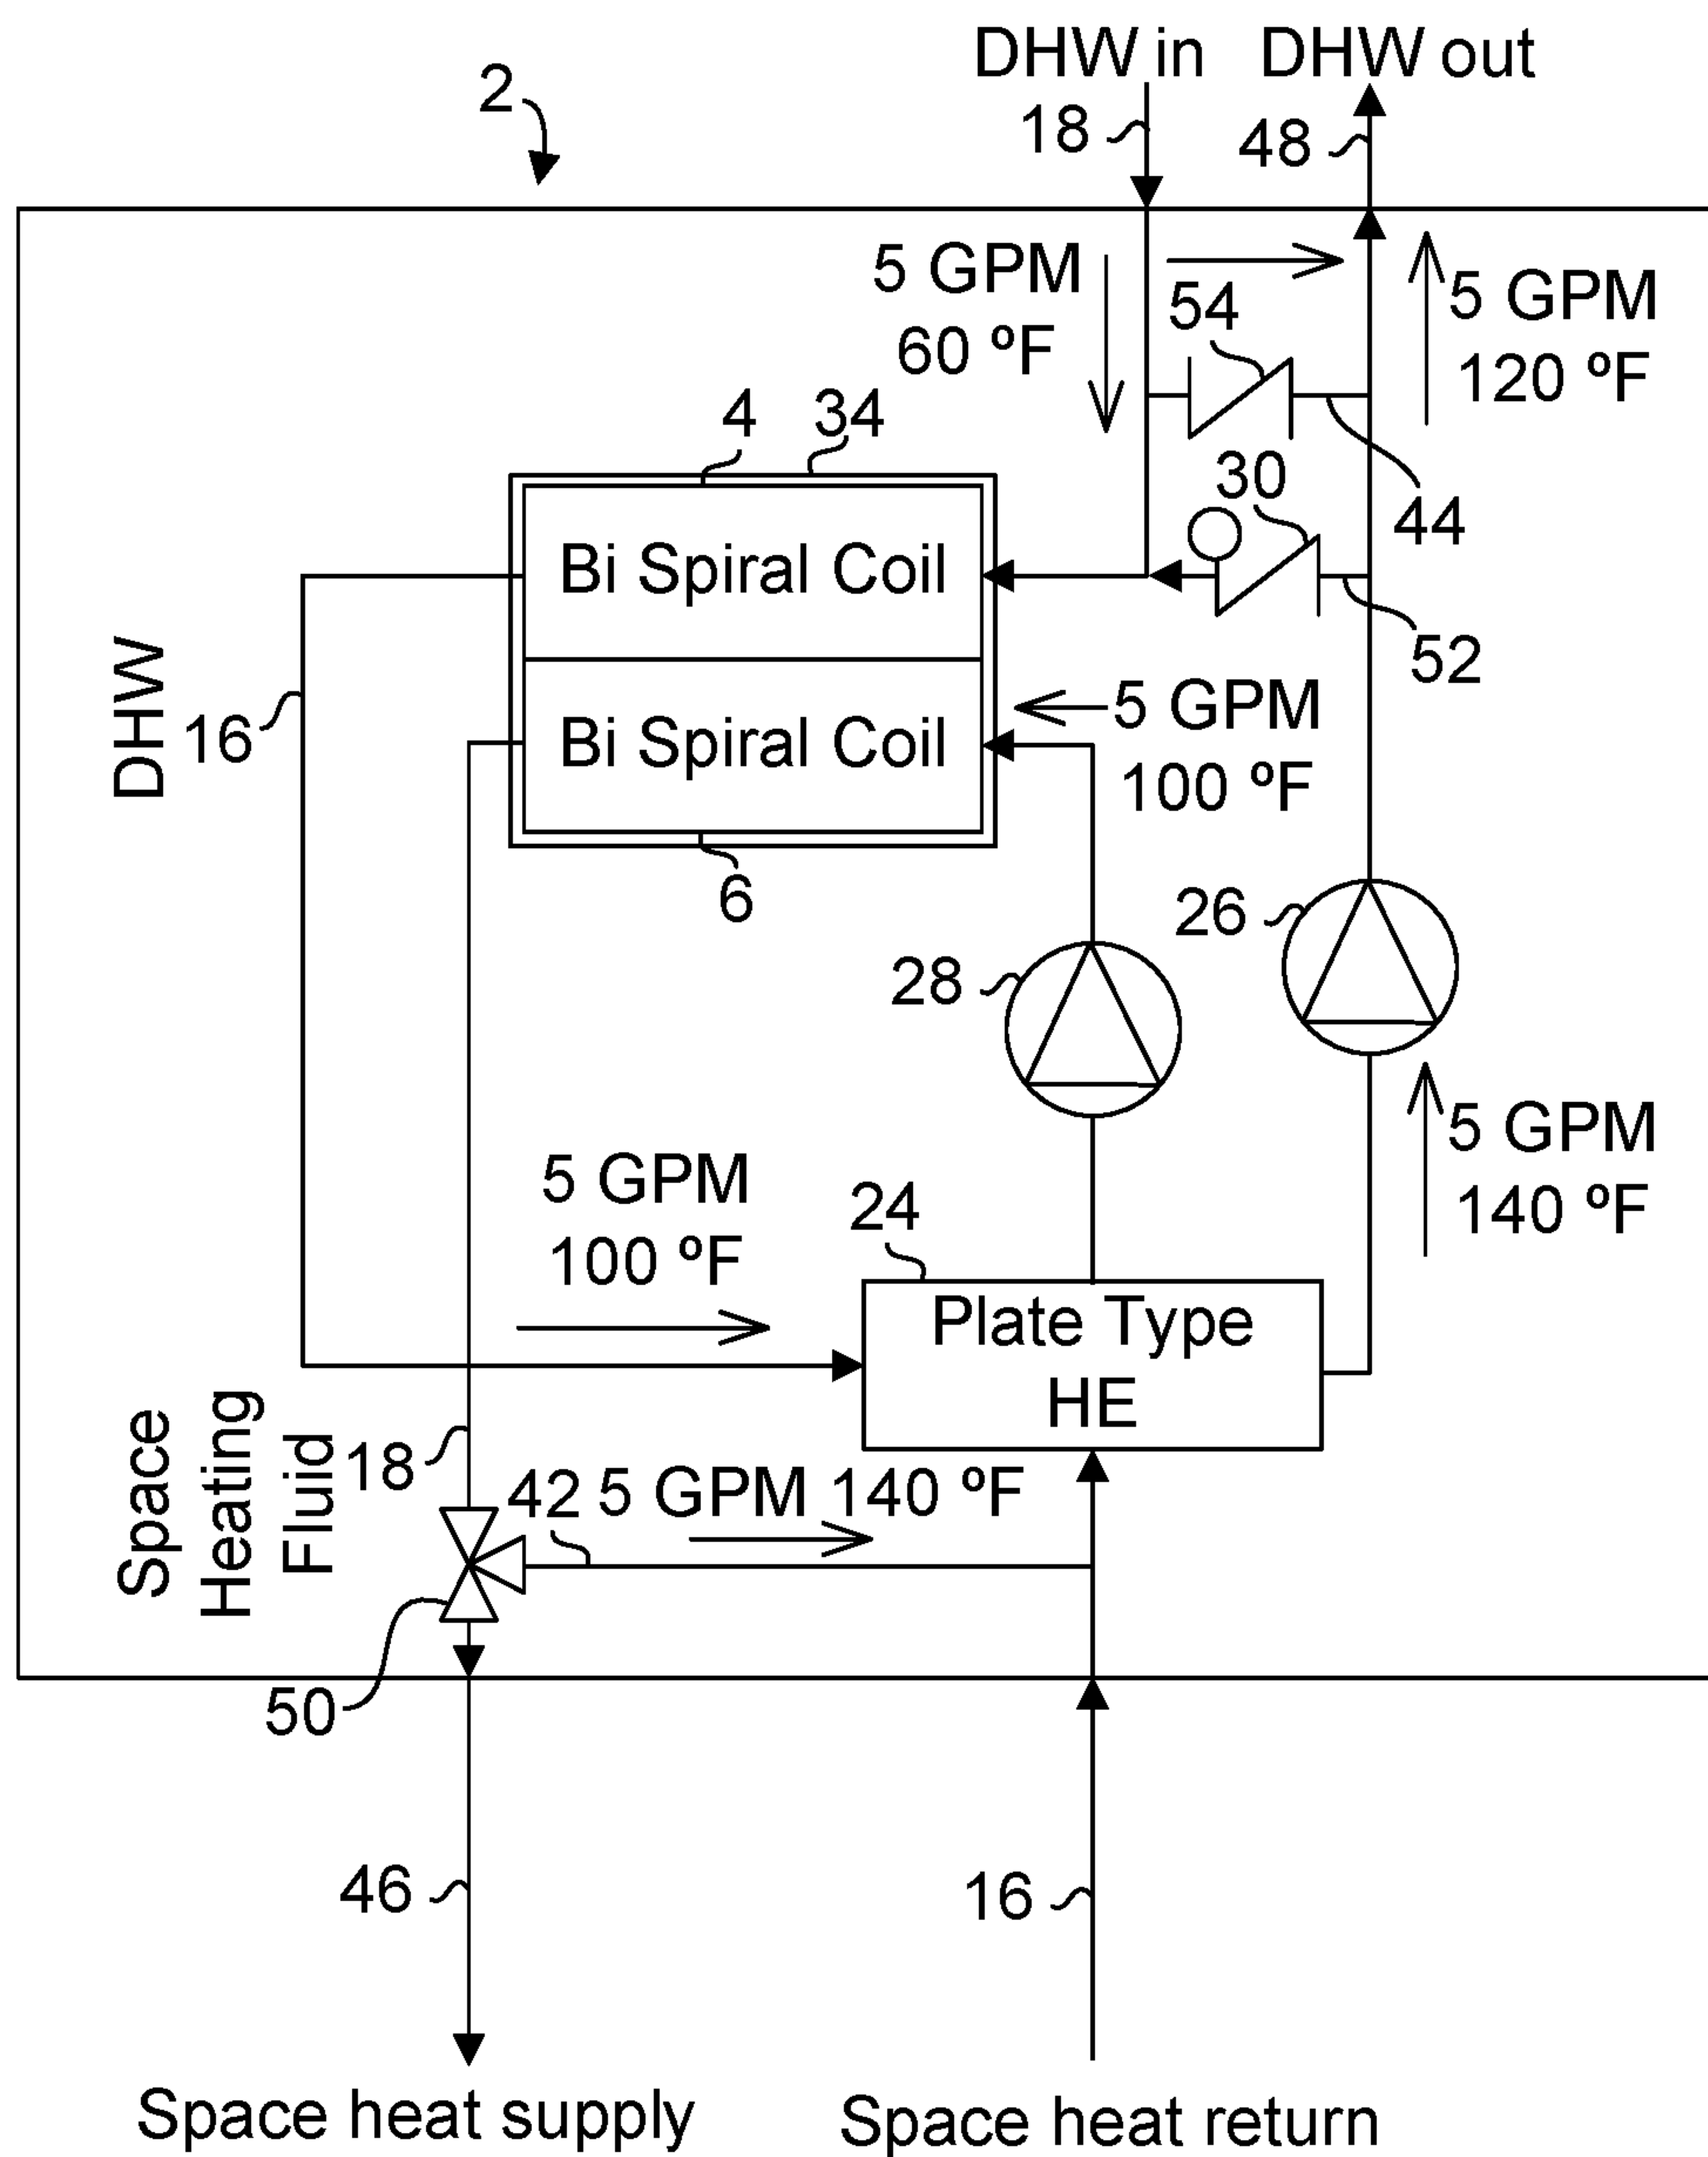 DHW in
DHW out
2
18
48
5 GPM
60 ºF
54
5 GPM
120 ºF
4
34
30
44
Bi Spiral Coil
52
DHW
16
5 GPM
100 ºF
Bi Spiral Coil
6
26
28
5 GPM
140 ºF
5 GPM
100 ºF
24
Plate Type
HE
Space
Heating
Fluid
18
42
5 GPM 140 ºF
50
46
16
Space heat supply
Space heat return